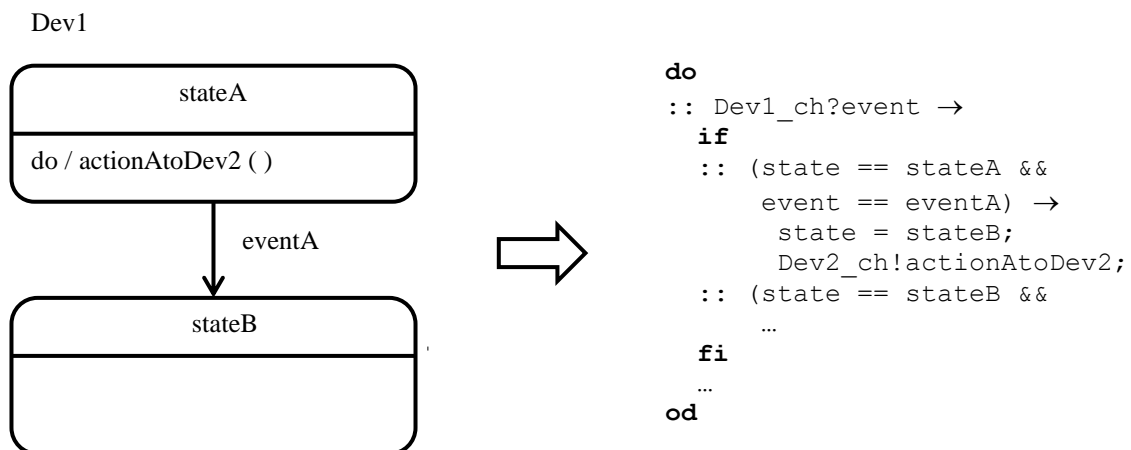 Dev1
stateA
do / actionAtoDev2 ( )
eventA
stateB
do
:: Dev1_ch?event →
if
:: (state == stateA &&
event == eventA) →
state = stateB;
Dev2_ch!actionAtoDev2;
:: (state == stateB &&
…
fi
…
od